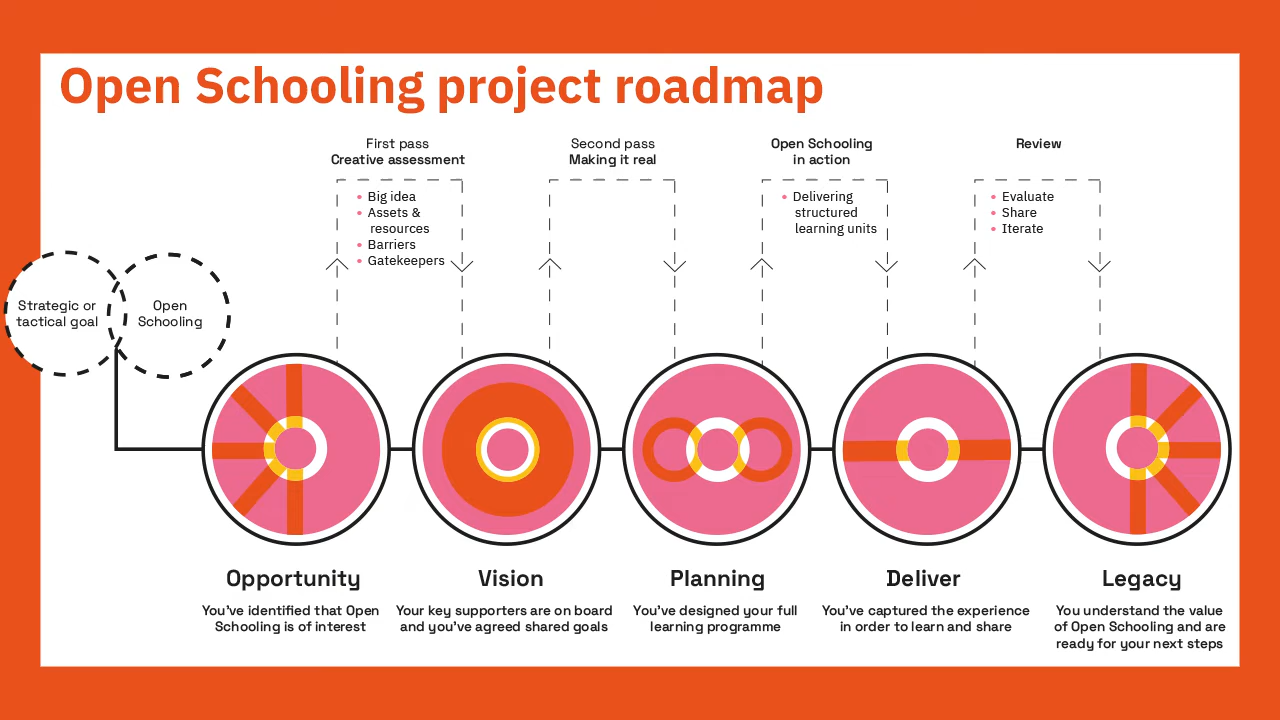 Open Schooling project roadmap
First pass
Creative assessment
• Big idea
• Assets &
resources
• Barriers
• Gatekeepers
Second pass
Making it real
Open Schooling
in action
• Delivering
structured
learning units
Review
• Evaluate
• Share
• Iterate
Strategic or
tactical goal
Open
Schooling
Opportunity
You've identified that Open
Schooling is of interest
Vision
Your key supporters are on board
and you've agreed shared goals
Planning
You've designed your full
learning programme
Deliver
You've captured the experience
in order to learn and share
Legacy
You understand the value
of Open Schooling and are
ready for your next steps